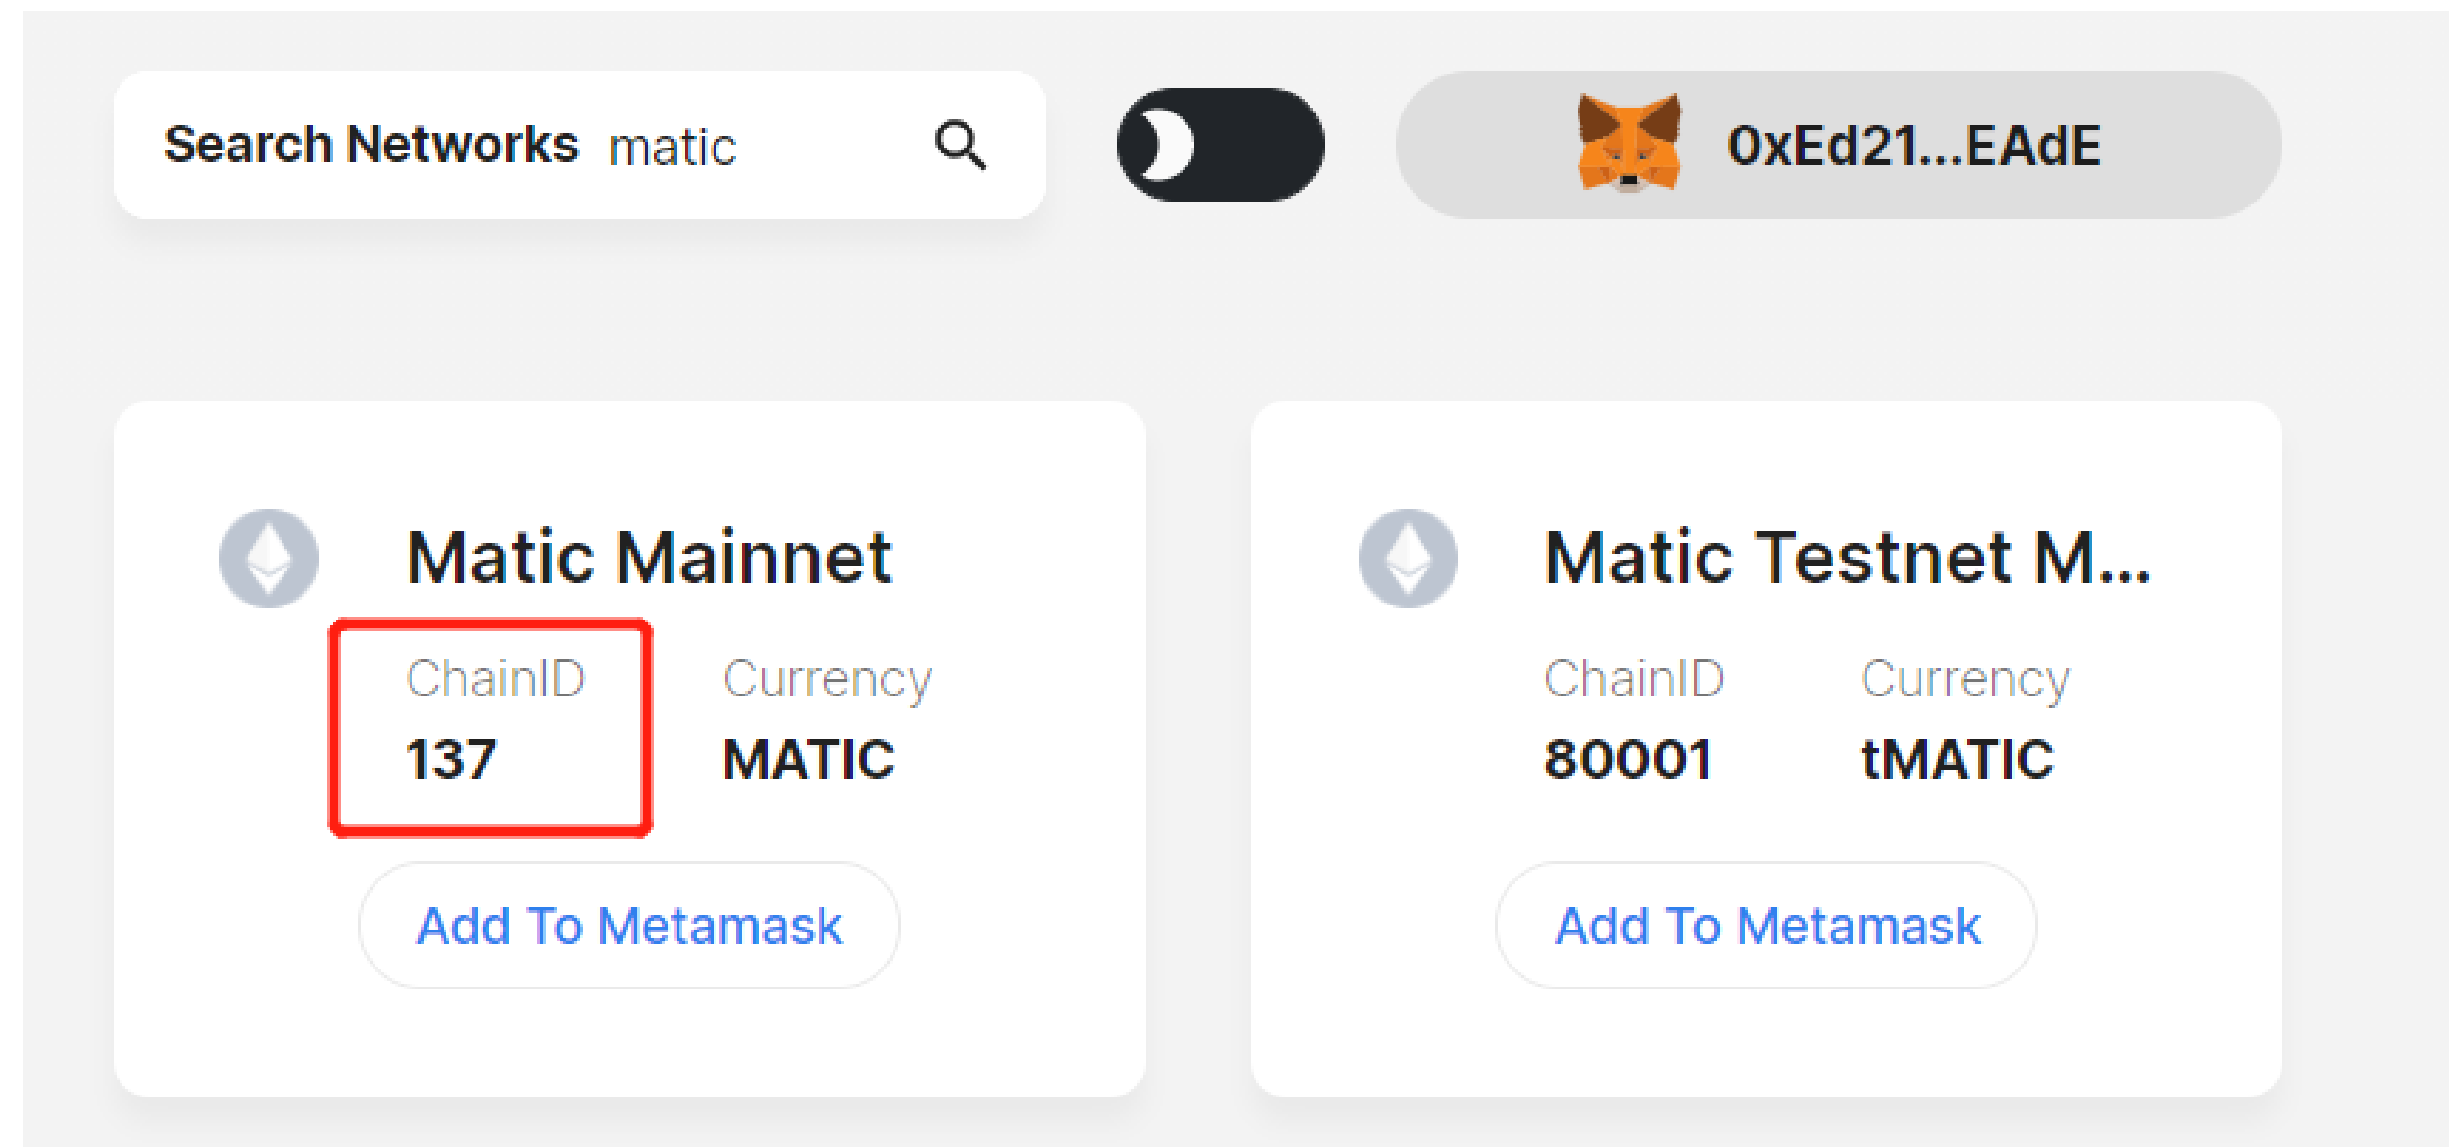 Search Networks matic
0xEd21...EAdE
Matic Mainnet
ChainID Currency
137 MATIC
Add To Metamask
Matic Testnet M...
ChainID Currency
80001 tMATIC
Add To Metamask